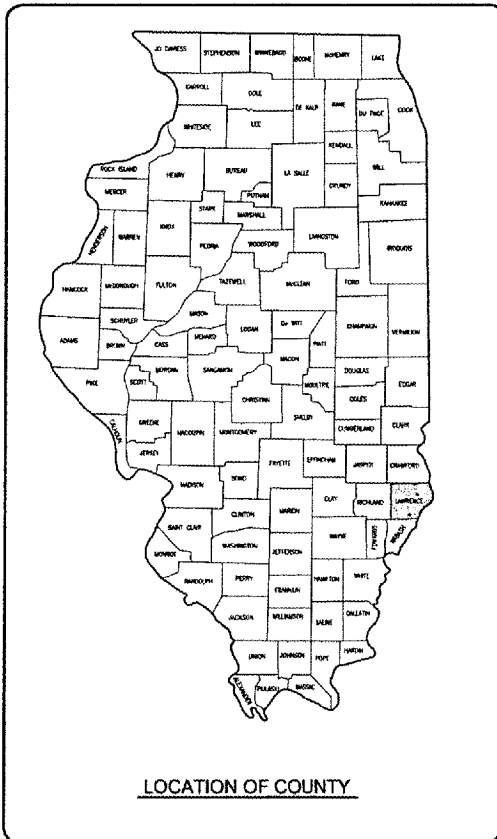 JO DAVIESS STEPHENSON WINNEBAGO BOONE McHENRY LAKE
CARROLL OGLE DE KALB KANE DU PAGE COOK
WHITESIDE LEE KENDALL WILL
ROCK ISLAND HENRY BUREAU LA SALLE GRUNDY
MERCER PUTNAM KANKAKEE
HENDERSON WARREN KNOX STARK MARSHALL LIVINGSTON IROQUOIS
PEORIA WOODFORD
HANCOCK McDONOUGH FULTON TAZEWELL McCLEAN FORD
SCHUYLER MASON LOGAN De WITT CHAMPAIGN VERMILION
ADAMS BROWN CASS MENARD PIATT
PIKE SCOTT MORGAN SANGAMON MACON DOUGLAS EDGAR
CHRISTIAN MOULTRIE COLES
CALHOUN GREENE MACOUPIN MONTGOMERY SHELBY CUMBERLAND CLARK
JERSEY FAYETTE EFFINGHAM JASPER CRAWFORD
MADISON BOND CLAY RICHLAND LAWRENCE
CLINTON MARION
SAINT CLAIR WAYNE EDWARDS WABASH
MONROE WASHINGTON JEFFERSON
RANDOLPH PERRY HAMILTON WHITE
FRANKLIN
JACKSON WILLIAMSON SALINE GALLATIN
UNION JOHNSON POPE HARDIN
ALEXANDER PULASKI MASSAC
LOCATION OF COUNTY